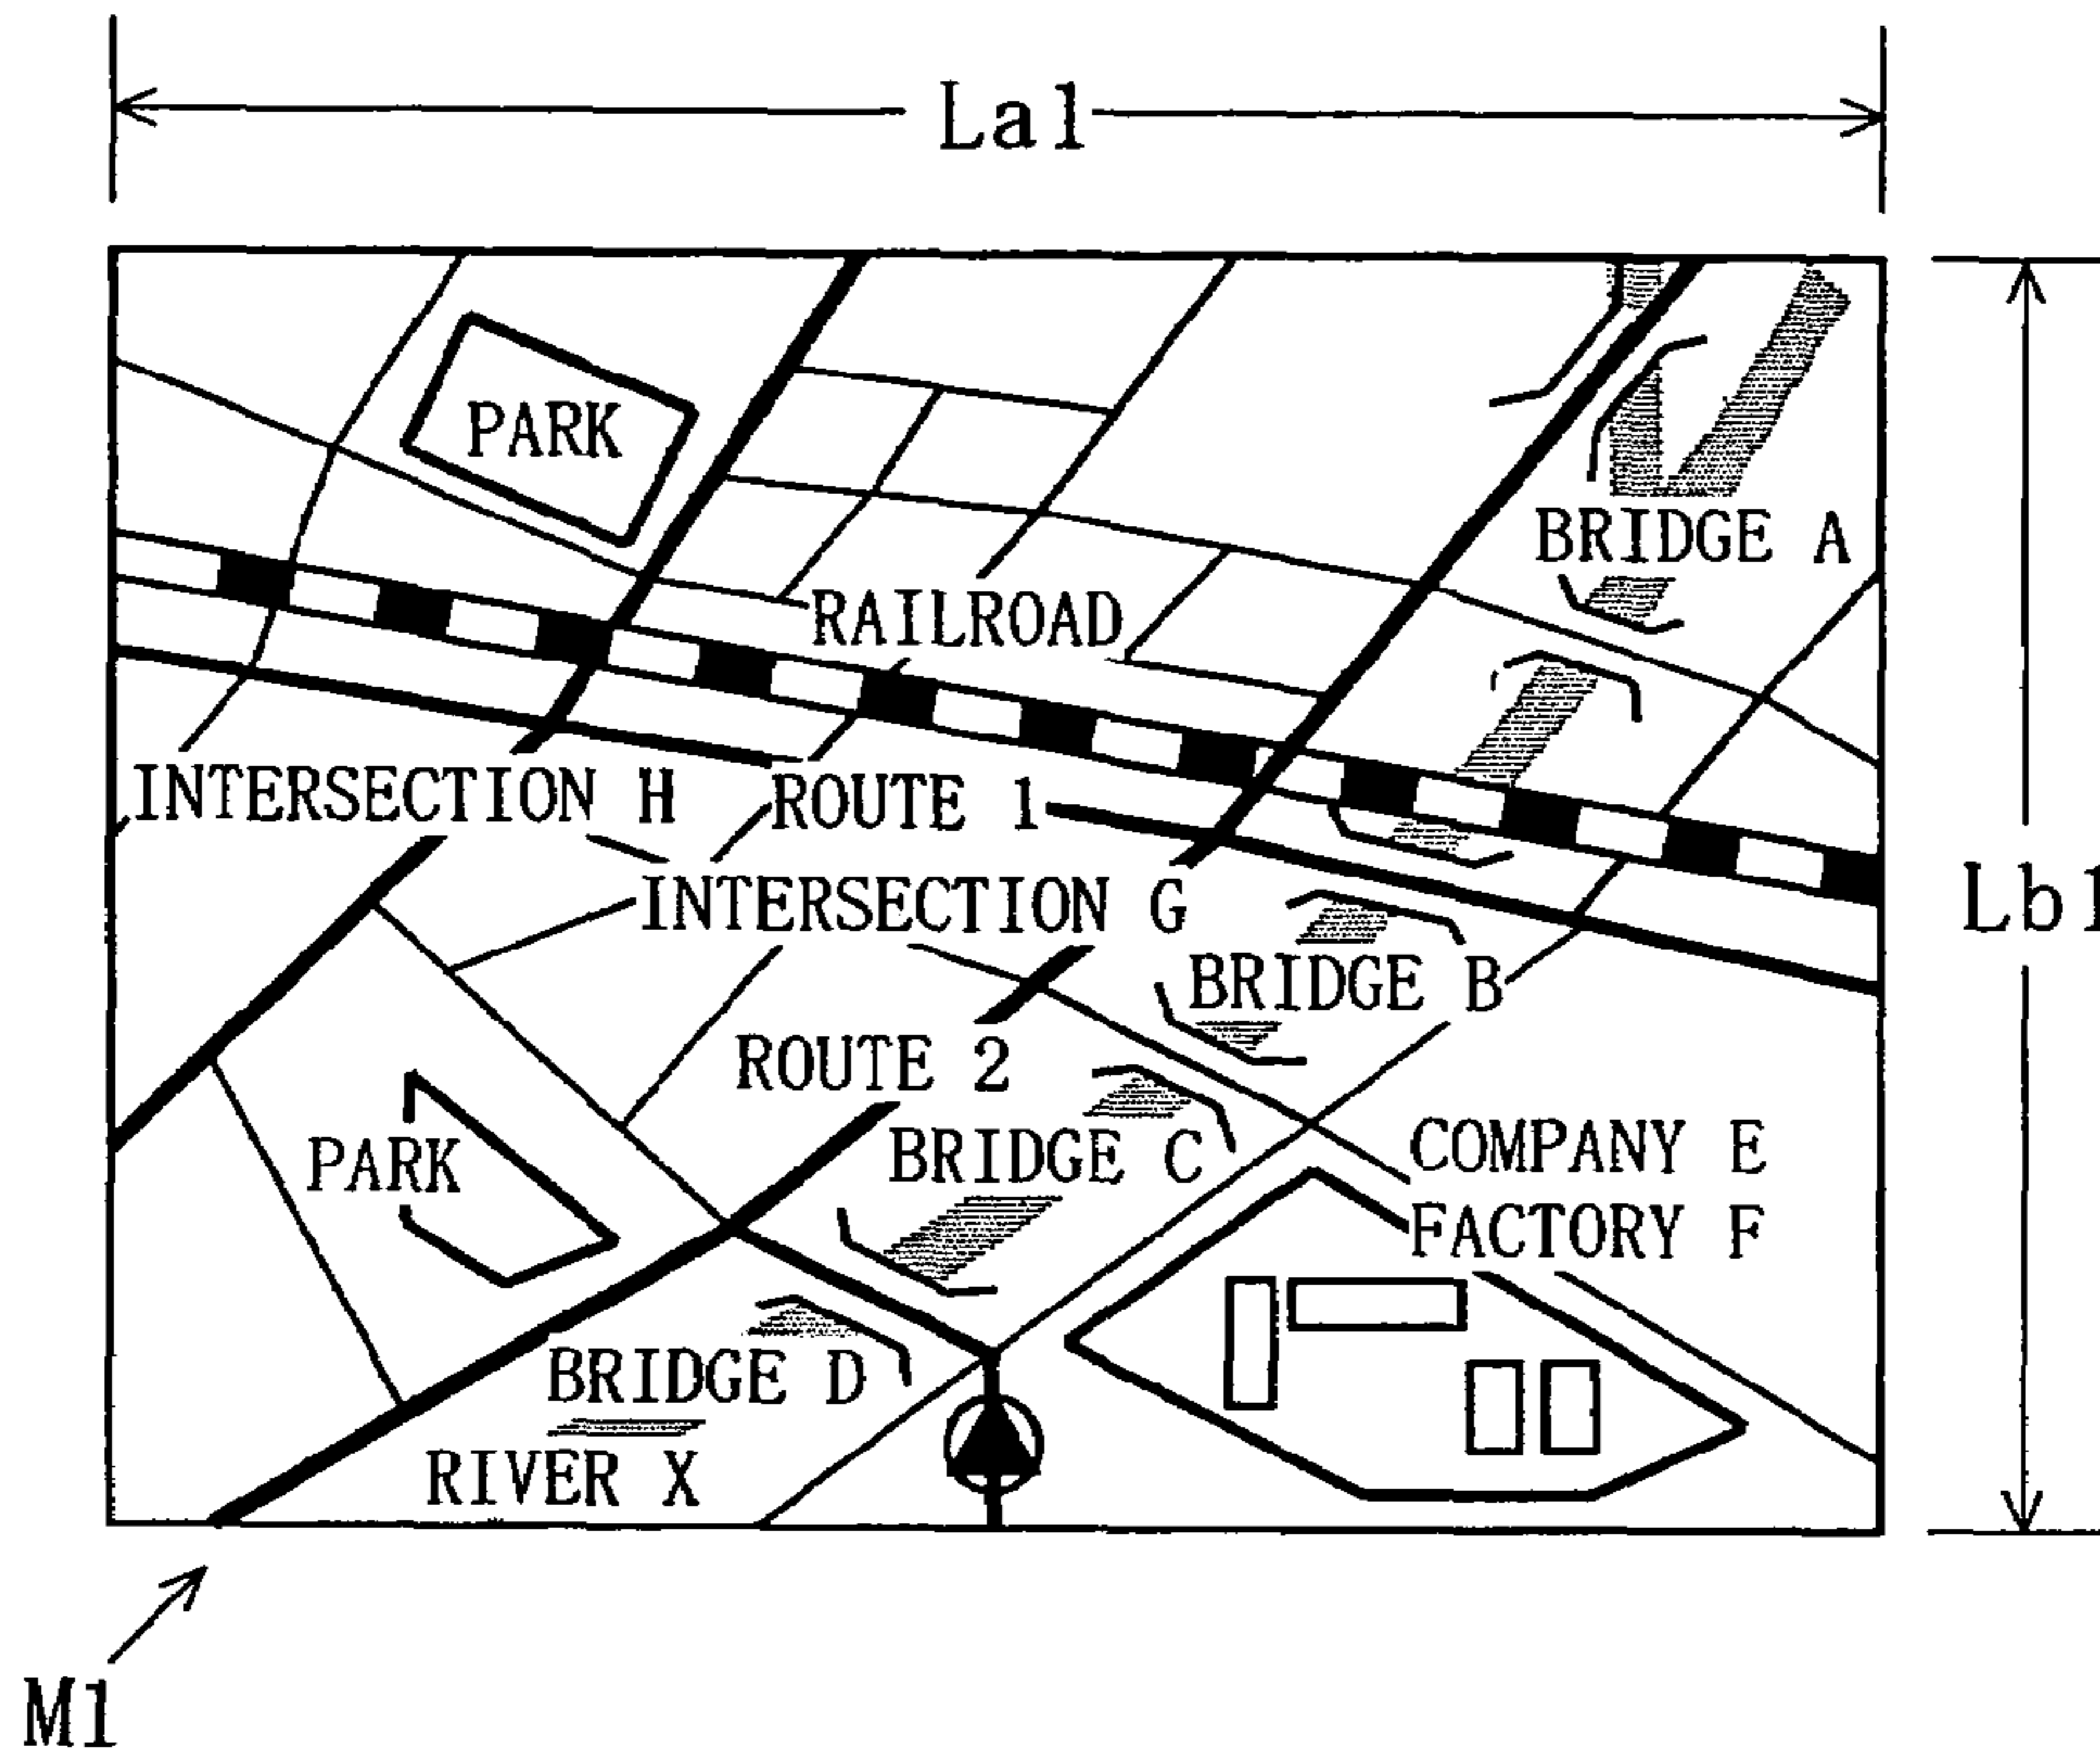 La1
PARK
BRIDGE A
RAILROAD
INTERSECTION H
ROUTE 1
INTERSECTION G
Lb1
BRIDGE B
ROUTE 2
BRIDGE C
COMPANY E
PARK
FACTORY F
BRIDGE D
RIVER X
M1